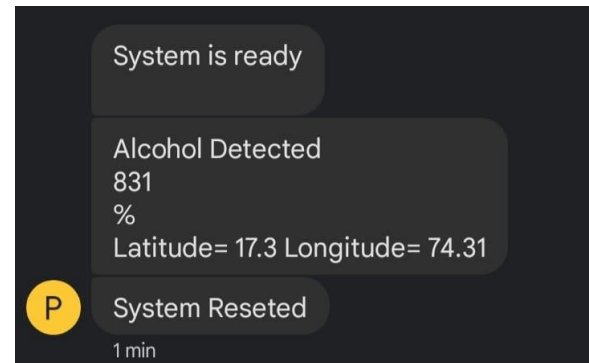 System is ready
Alcohol Detected
831
%
Latitude= 17.3 Longitude= 74.31
P
System Reseted
1 min